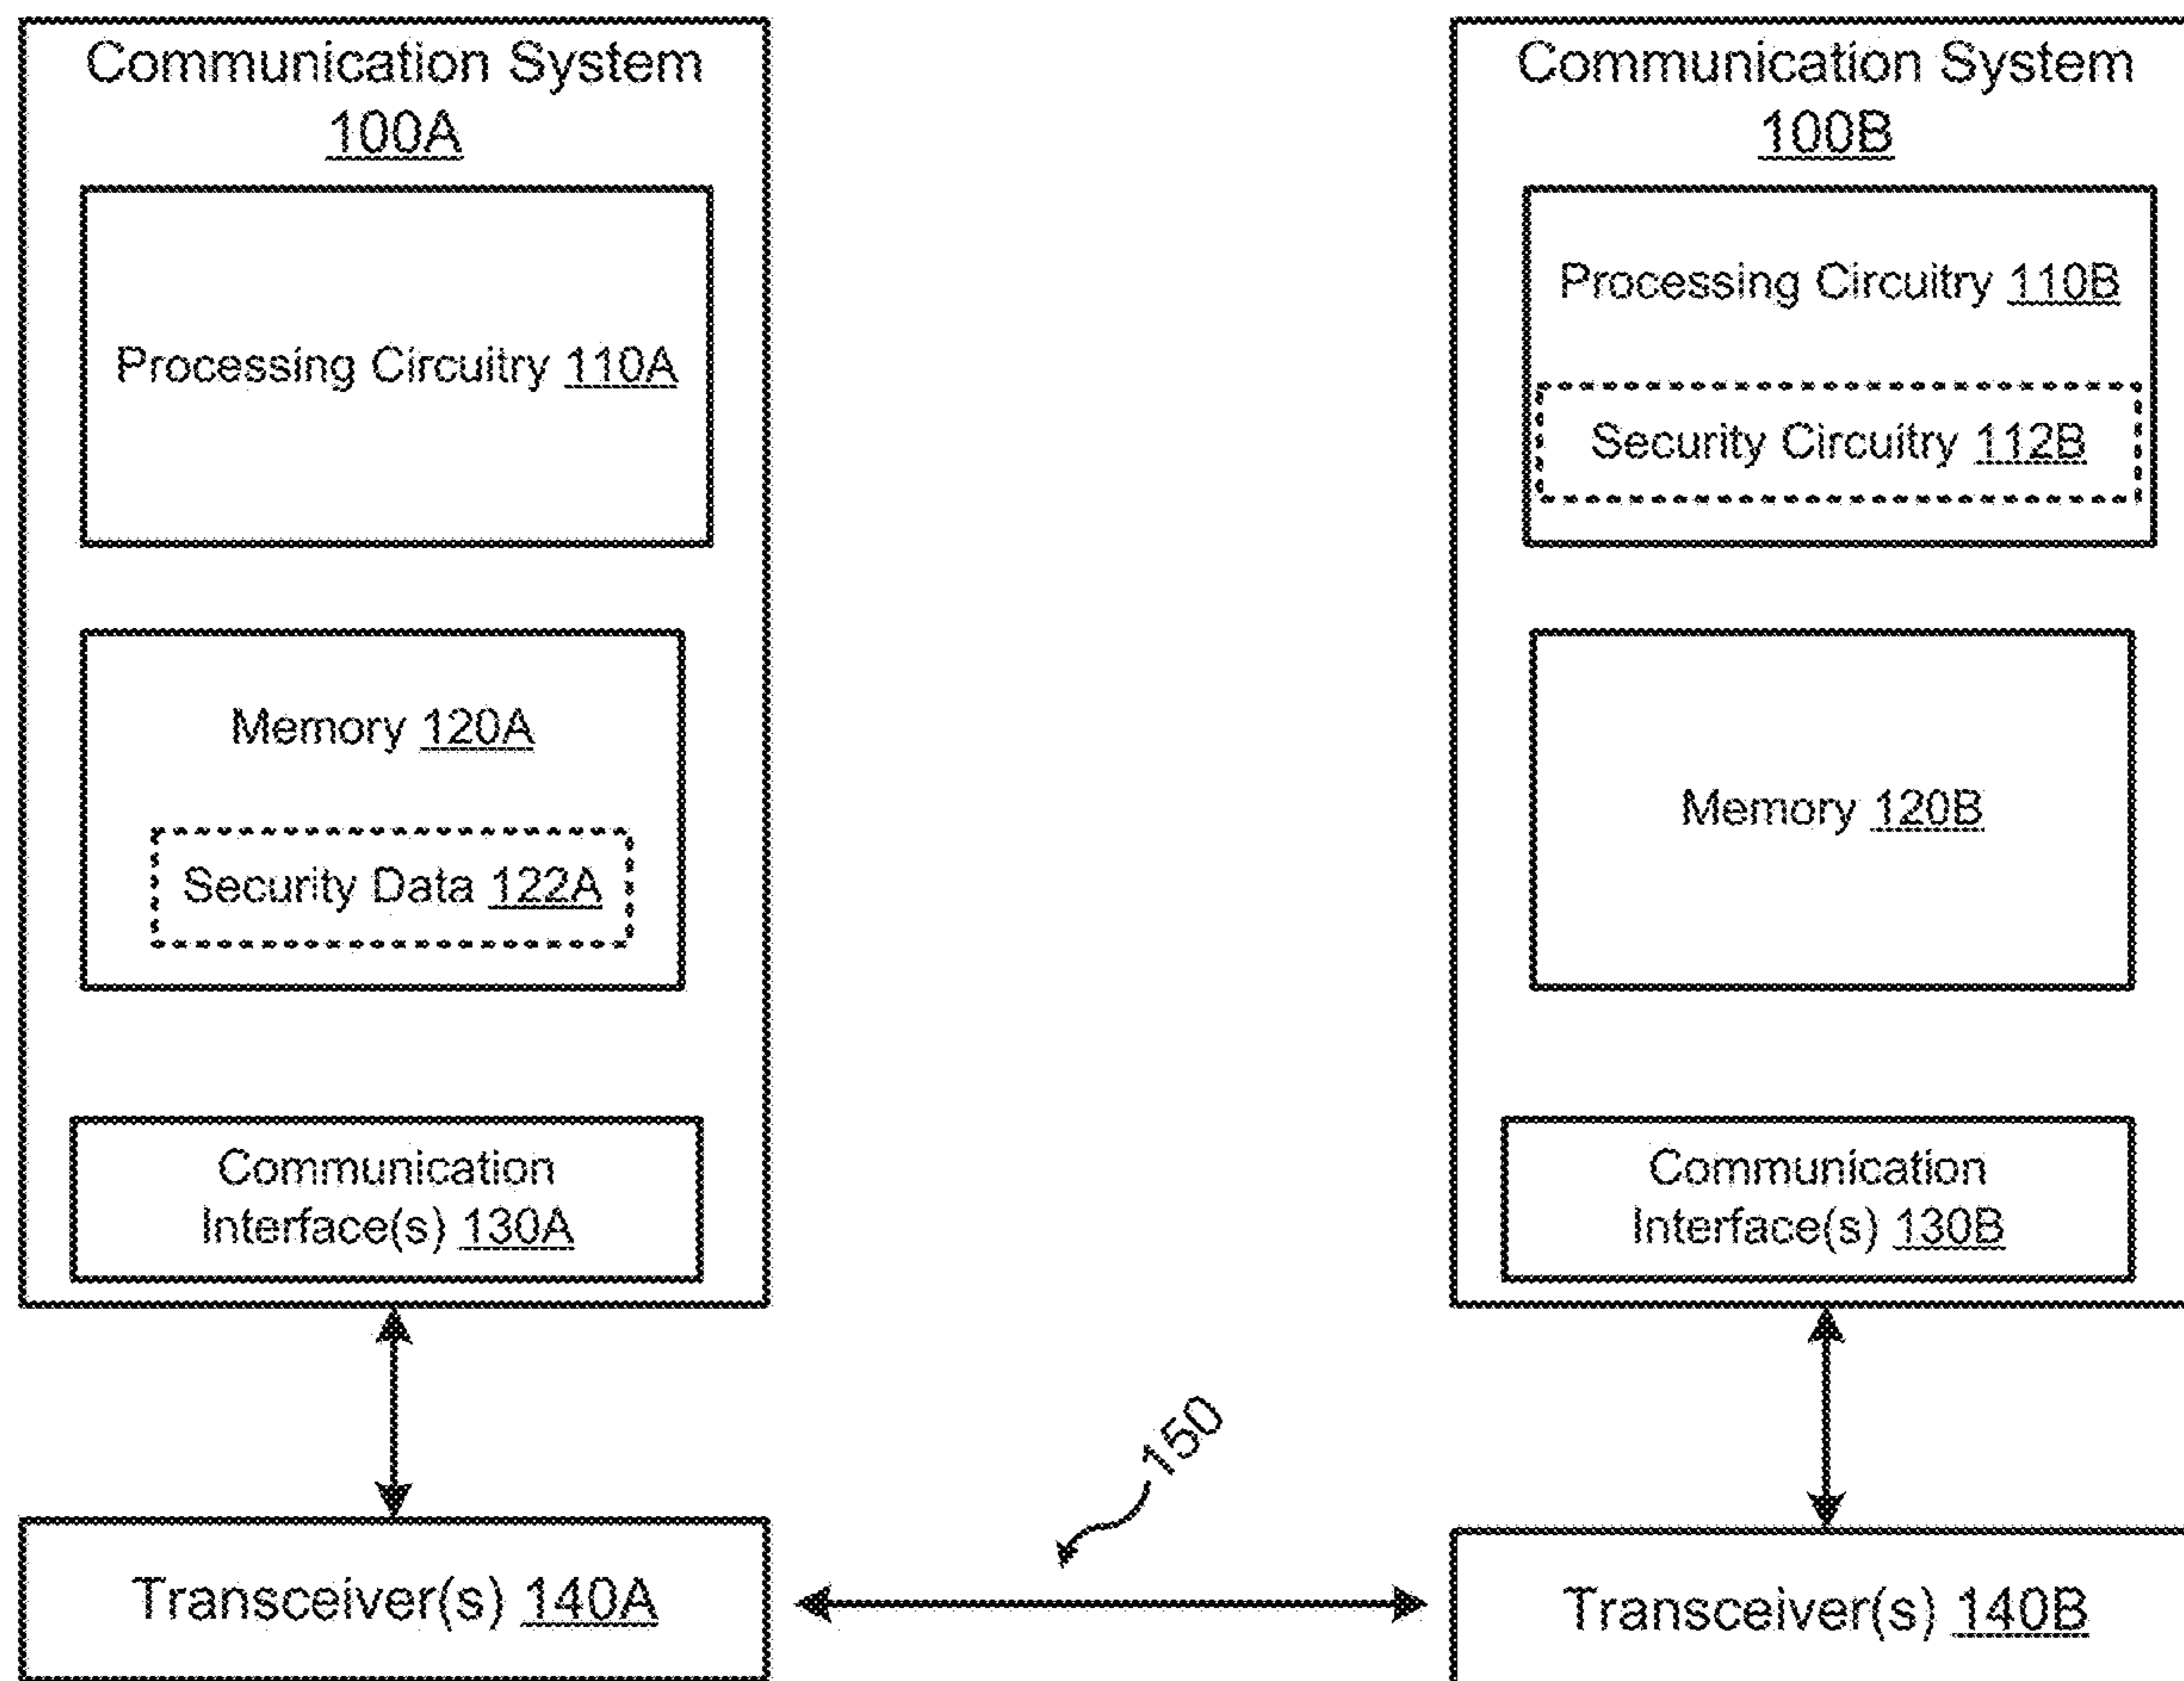 Communication System
100A
Processing Circuitry 110A
Memory 120A
Security Data 122A
Communication
Interface(s) 130A
Transceiver(s) 140A
150
Communication System
100B
Processing Circuitry 110B
Security Circuitry 112B
Memory 120B
Communication
Interface(s) 130B
Transceiver(s) 140B